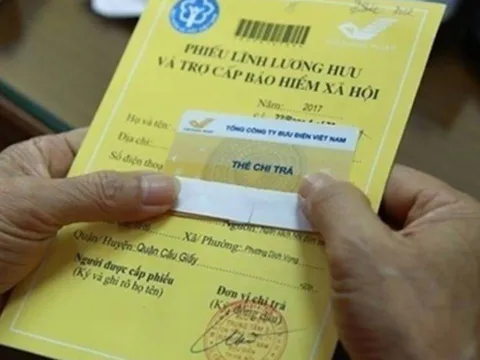 PHIẾU LĨNH LƯƠNG HƯU
VÀ TRỢ CẤP BẢO HIỂM XÃ HỘI
Năm: 2017
Họ và tên:
Địa chỉ:
Số điện thoạ
TỔNG CÔNG TY BƯU ĐIỆN VIỆT NAM
THẺ CHI TRẢ
Xã/ Phường: Phường Dịch Vọng
Quận/ Huyện: Quận Cầu Giấy
Người được cấp phiếu
(Ký và ghi rõ họ tên)
Đơn vị chi trả